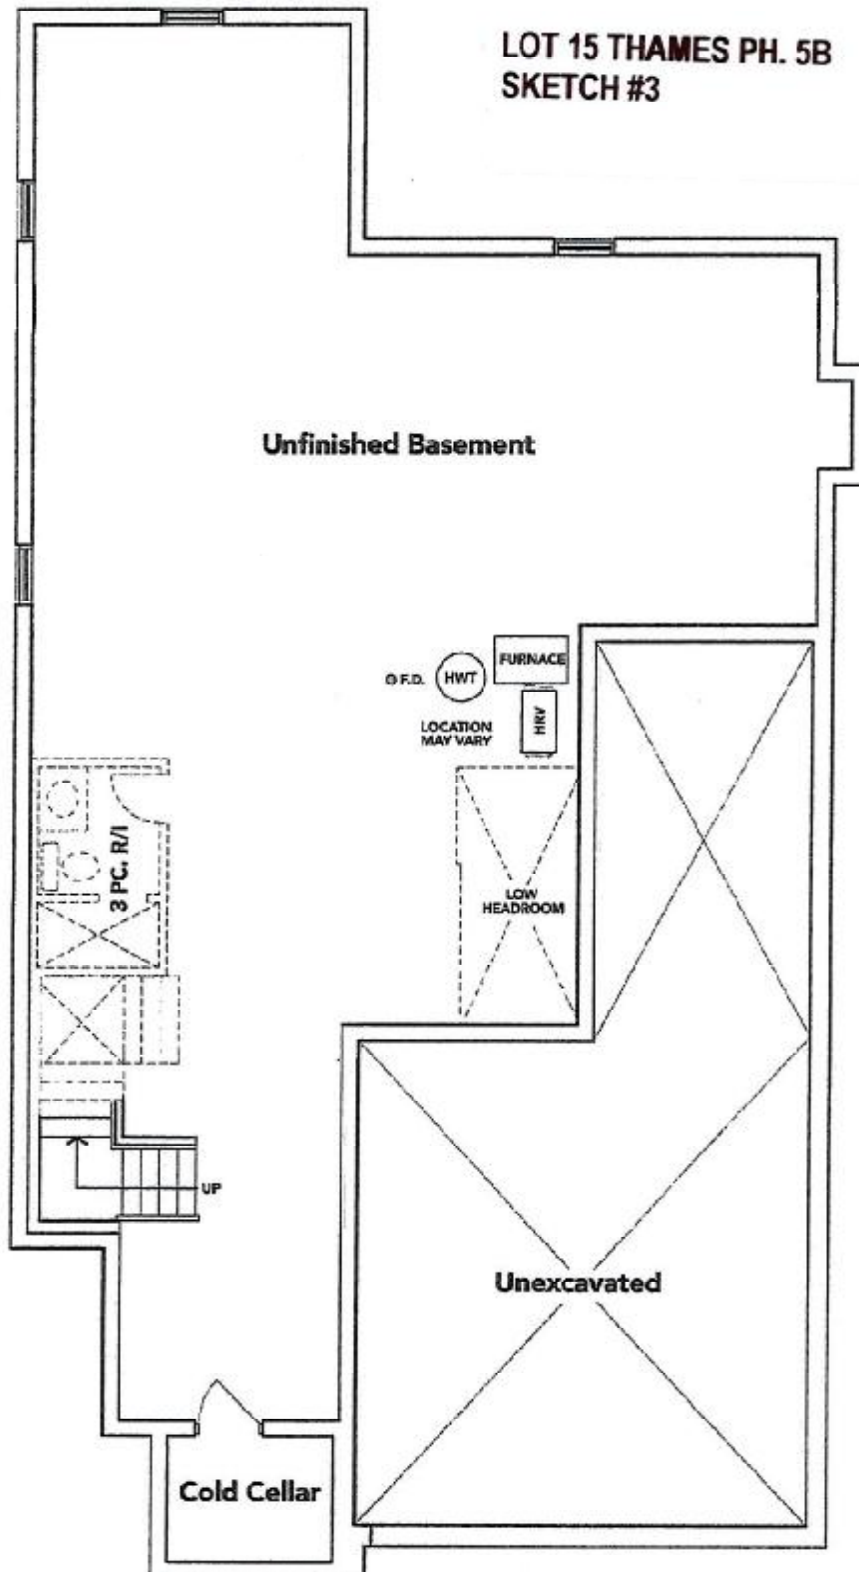 LOT 15 THAMES PH. 5B
SKETCH #3
Unfinished Basement
FURNACE
F.D.
HWT
HRV
LOCATION
MAY VARY
3 PC. R/I
LOW
HEADROOM
UP
Unexcavated
Cold Cellar